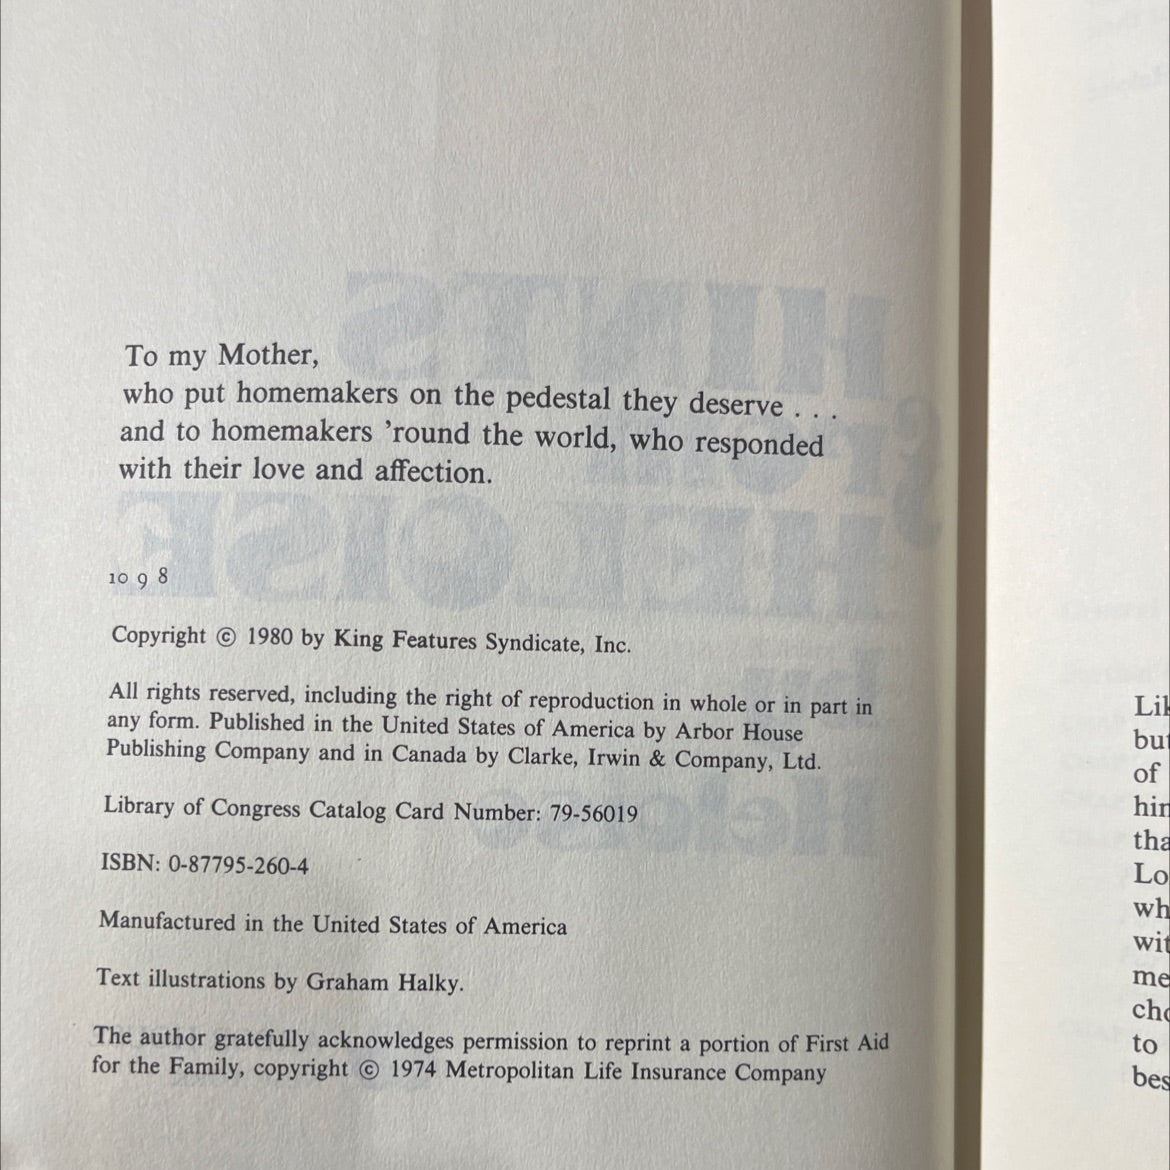 To my Mother,
who put homemakers on the pedestal they deserve . . .
and to homemakers ’round the world, who responded
with their love and affection.
10 9 8
Copyright © 1980 by King Features Syndicate, Inc.
All rights reserved, including the right of reproduction in whole or in part in
any form. Published in the United States of America by Arbor House
Publishing Company and in Canada by Clarke, Irwin & Company, Ltd.
Library of Congress Catalog Card Number: 79-56019
ISBN: 0-87795-260-4
Manufactured in the United States of America
Text illustrations by Graham Halky.
The author gratefully acknowledges permission to reprint a portion of First Aid
for the Family, copyright © 1974 Metropolitan Life Insurance Company
HINTS
HELOISE
by
Heloise
of
to